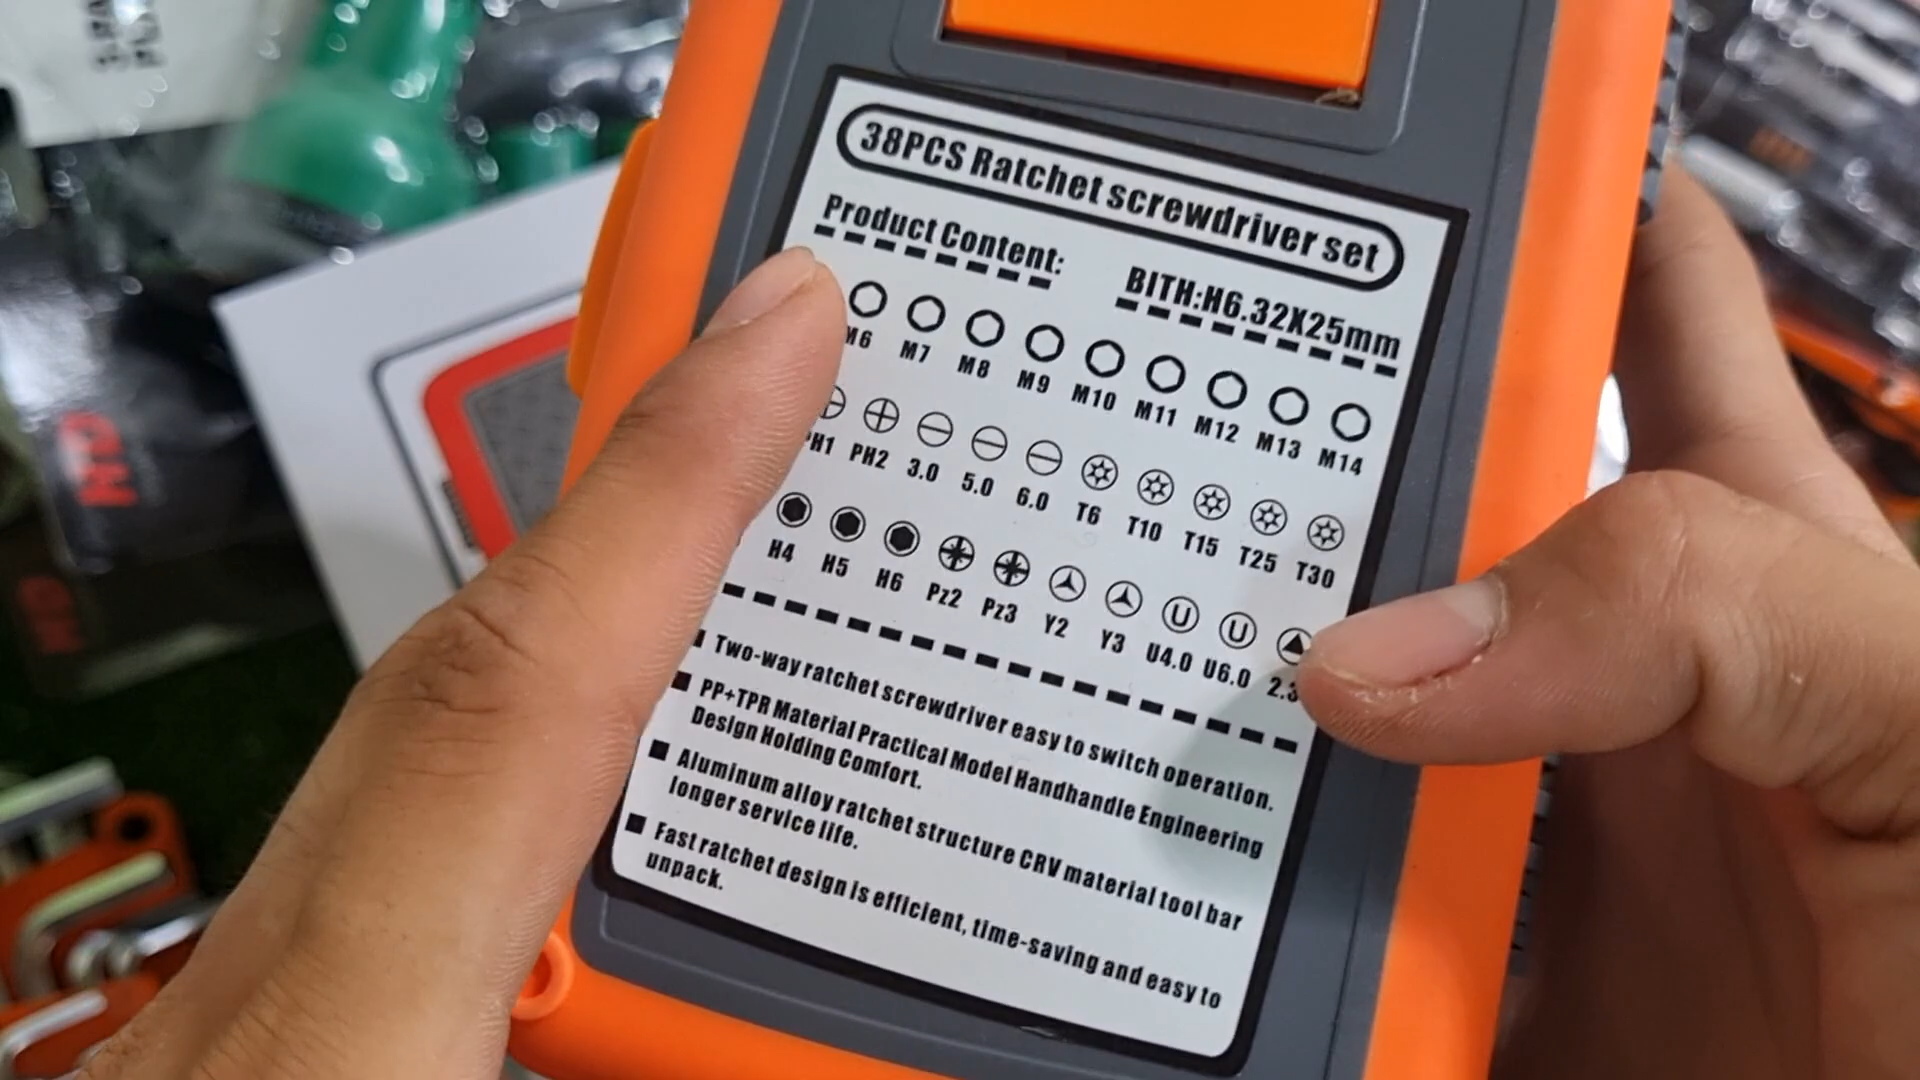 38PCS Ratchet screwdriver set
Product Content:
BITH:H6.32X25mm
M6 M7 M8 M9 M10 M11 M12 M13 M14
PH1 PH2 3.0 5.0 6.0 T6 T10 T15 T25 T30
H4 H5 H6 Pz2 Pz3 Y2 Y3 U4.0 U6.0 2.3
Two-way ratchet screwdriver easy to switch operation.
PP+TPR Material Practical Model Handhandle Engineering
Design Holding Comfort.
Aluminum alloy ratchet structure CRV material tool bar
longer service life.
Fast ratchet design is efficient, time-saving and easy to
unpack.